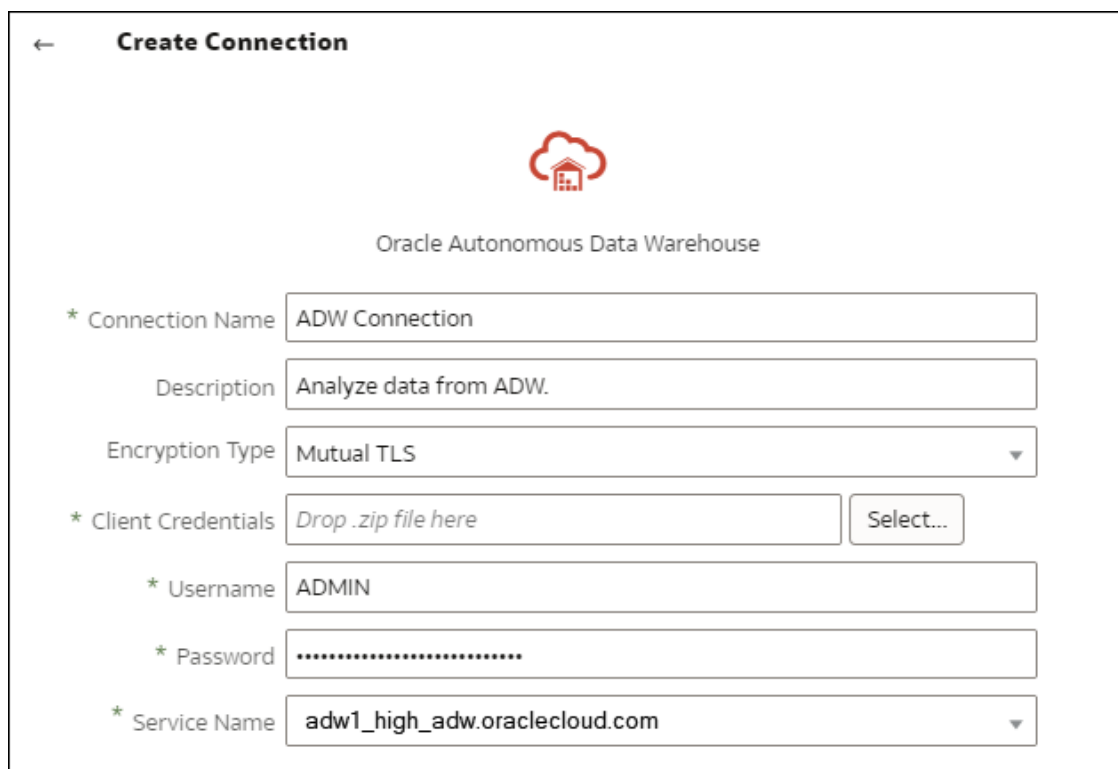 ← Create Connection
Oracle Autonomous Data Warehouse
* Connection Name ADW Connection
Description Analyze data from ADW.
Encryption Type Mutual TLS
* Client Credentials Drop .zip file here Select...
* Username ADMIN
* Password ••••••••••••••••••••••••••••
* Service Name adw1_high_adw.oraclecloud.com